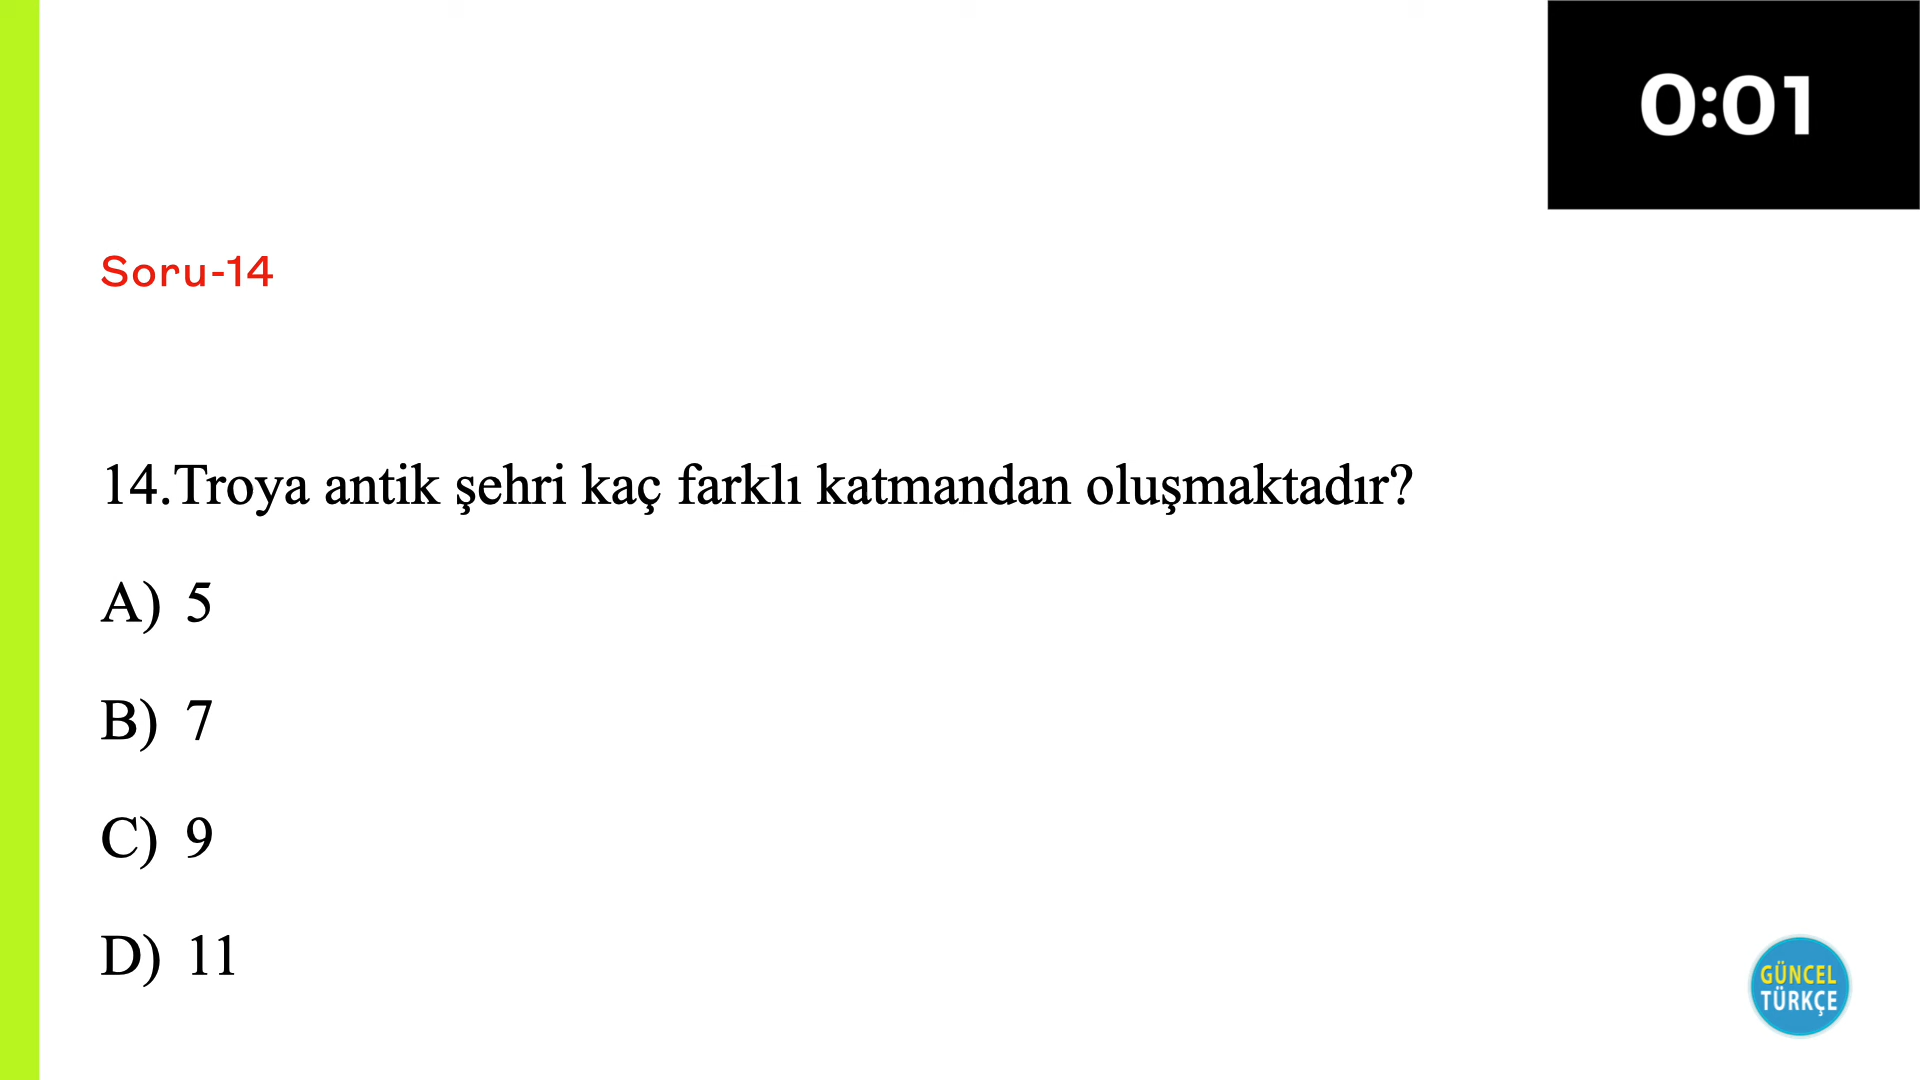 0:01
Soru-14
14.Troya antik şehri kaç farklı katmandan oluşmaktadır?
A) 5
B) 7
C) 9
D) 11
GÜNCEL
TÜRKÇE